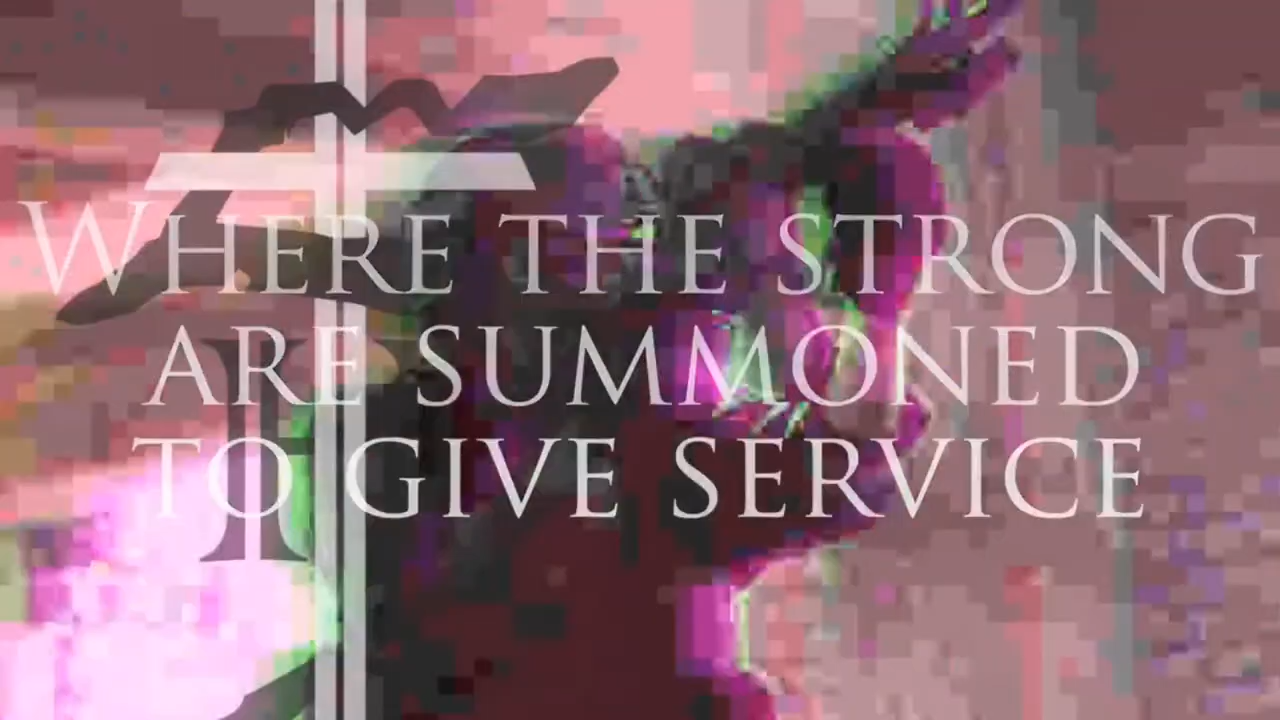 I
WHERE THE STRONG
ARE SUMMONED
TO GIVE SERVICE